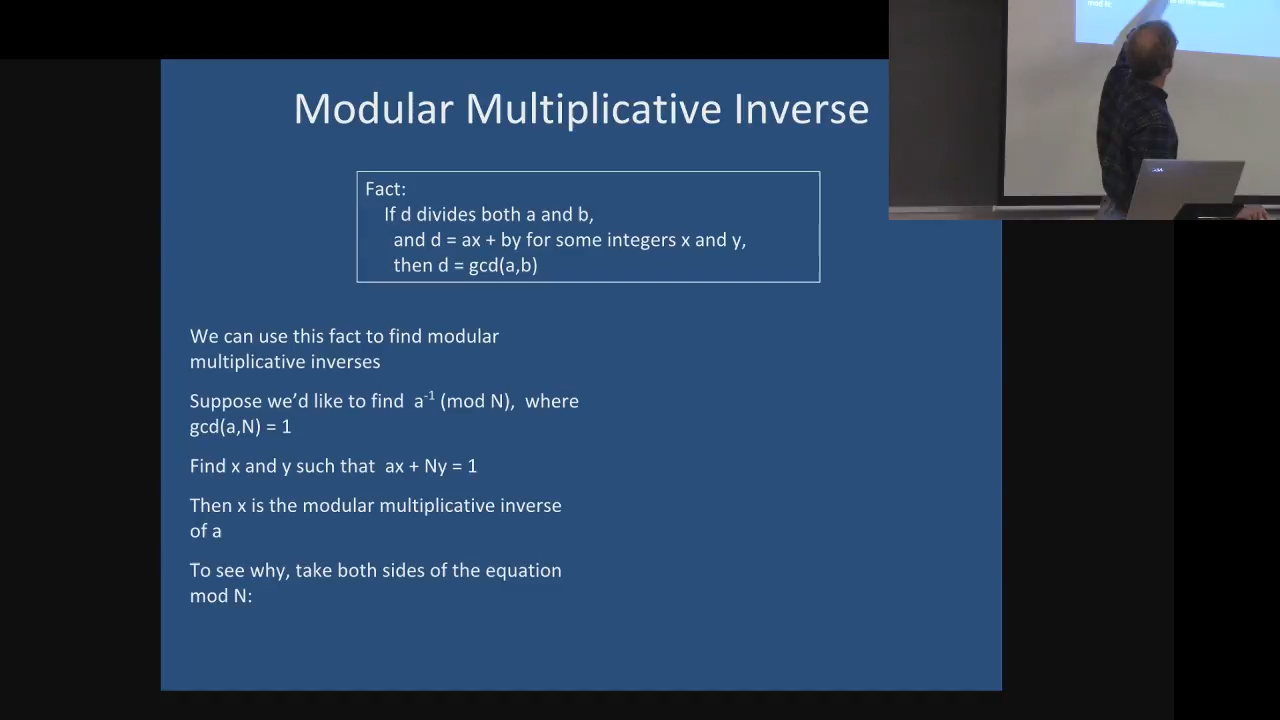 Modular Multiplicative Inverse
Fact:
If d divides both a and b,
and d = ax + by for some integers x and y,
then d = gcd(a,b)
We can use this fact to find modular
multiplicative inverses
Suppose we’d like to find a⁻¹ (mod N), where
gcd(a,N) = 1
Find x and y such that ax + Ny = 1
Then x is the modular multiplicative inverse
of a
To see why, take both sides of the equation
mod N:
mod N: